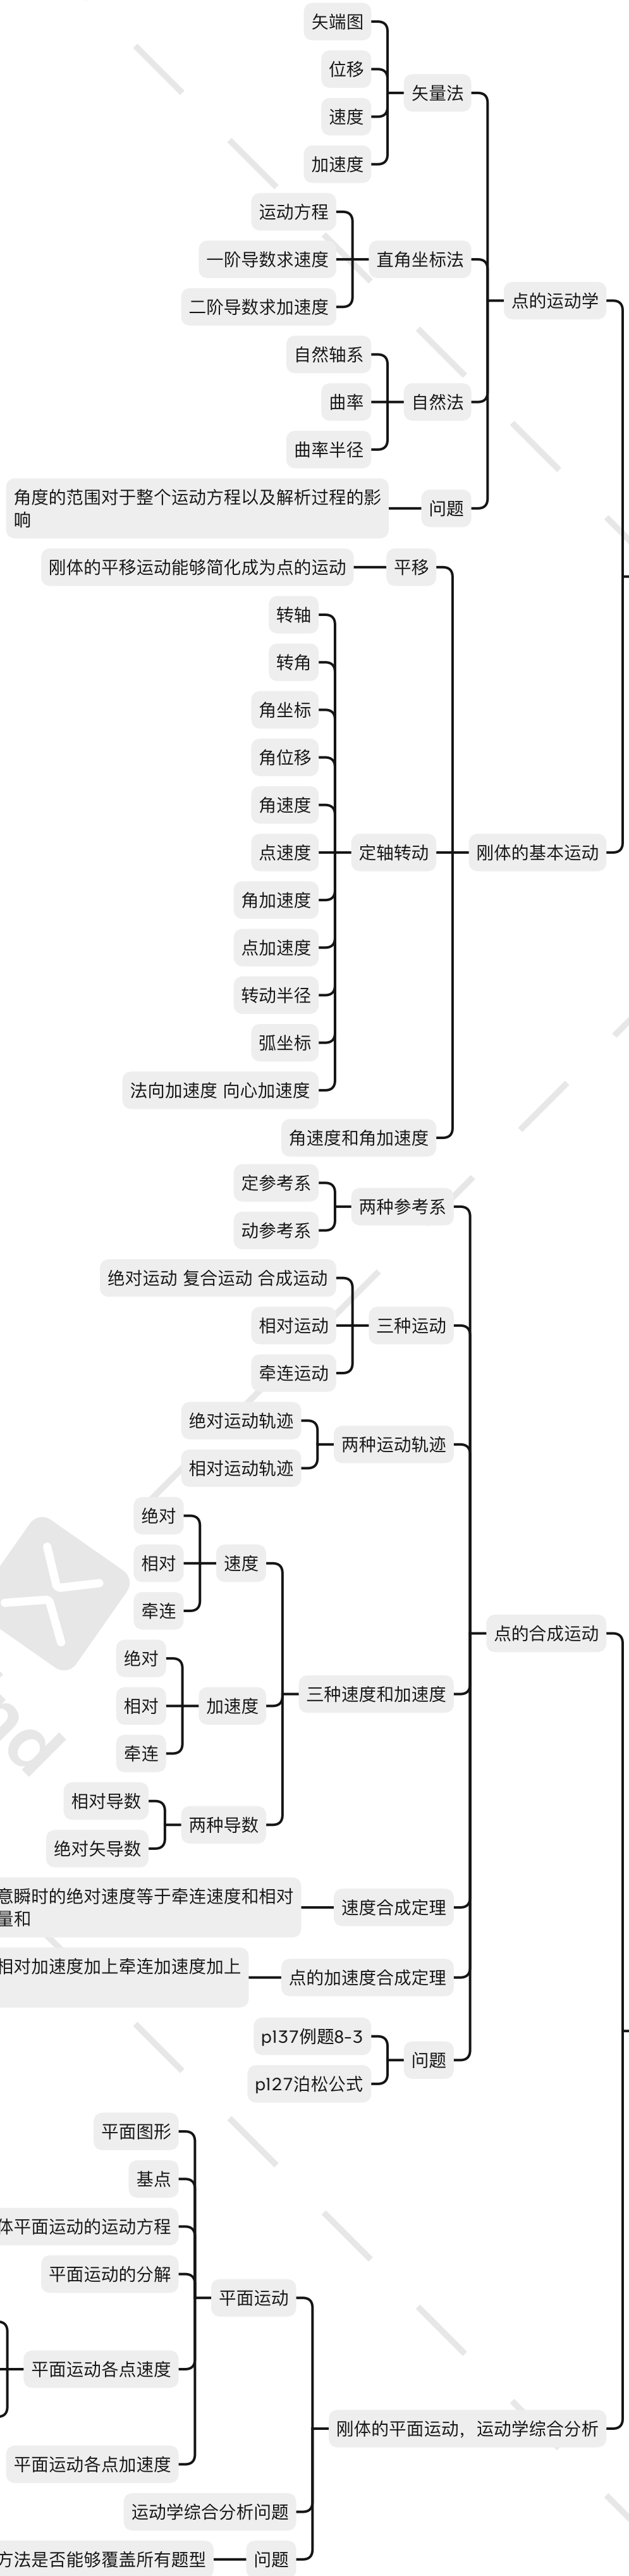 矢端图
位移
速度
加速度
矢量法
运动方程
一阶导数求速度
二阶导数求加速度
直角坐标法
点的运动学
自然轴系
曲率
曲率半径
自然法
角度的范围对于整个运动方程以及解析过程的影
响
问题
刚体的平移运动能够简化成为点的运动
平移
转轴
转角
角坐标
角位移
角速度
点速度
定轴转动
刚体的基本运动
角加速度
点加速度
转动半径
弧坐标
法向加速度 向心加速度
角速度和角加速度
定参考系
动参考系
两种参考系
绝对运动 复合运动 合成运动
相对运动
牵连运动
三种运动
绝对运动轨迹
相对运动轨迹
两种运动轨迹
绝对
相对
牵连
速度
点的合成运动
绝对
相对
牵连
加速度
三种速度和加速度
相对导数
绝对矢导数
两种导数
意瞬时的绝对速度等于牵连速度和相对
量和
速度合成定理
相对加速度加上牵连加速度加上
点的加速度合成定理
p137例题8-3
p127泊松公式
问题
平面图形
基点
体平面运动的运动方程
平面运动的分解
平面运动
平面运动各点速度
刚体的平面运动，运动学综合分析
平面运动各点加速度
运动学综合分析问题
方法是否能够覆盖所有题型
问题
nd